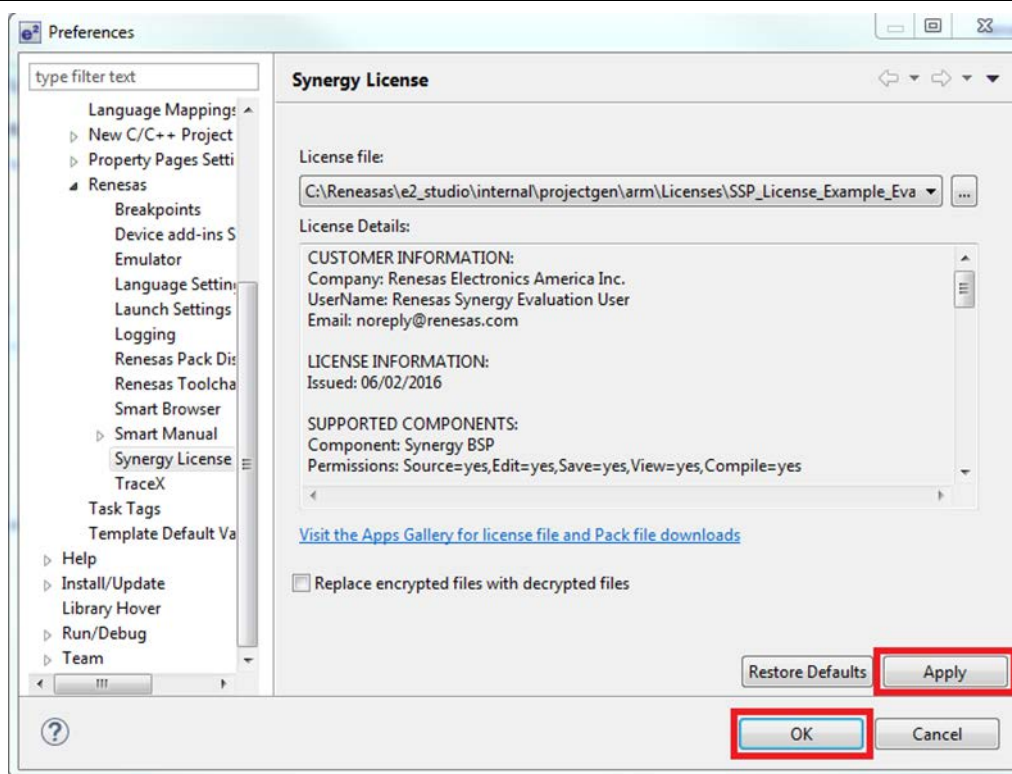 e² Preferences
type filter text
Language Mappings
New C/C++ Project
Property Pages Setti
Renesas
Breakpoints
Device add-ins S
Emulator
Language Setting
Launch Settings
Logging
Renesas Pack Dis
Renesas Toolcha
Smart Browser
Smart Manual
Synergy License
TraceX
Task Tags
Template Default Va
Help
Install/Update
Library Hover
Run/Debug
Team
Synergy License
License file:
C:\Reneasas\e2_studio\internal\projectgen\arm\Licenses\SSP_License_Example_Eva
...
License Details:
CUSTOMER INFORMATION:
Company: Renesas Electronics America Inc.
UserName: Renesas Synergy Evaluation User
Email: noreply@renesas.com
LICENSE INFORMATION:
Issued: 06/02/2016
SUPPORTED COMPONENTS:
Component: Synergy BSP
Permissions: Source=yes,Edit=yes,Save=yes,View=yes,Compile=yes
Visit the Apps Gallery for license file and Pack file downloads
Replace encrypted files with decrypted files
Restore Defaults
Apply
?
OK
Cancel